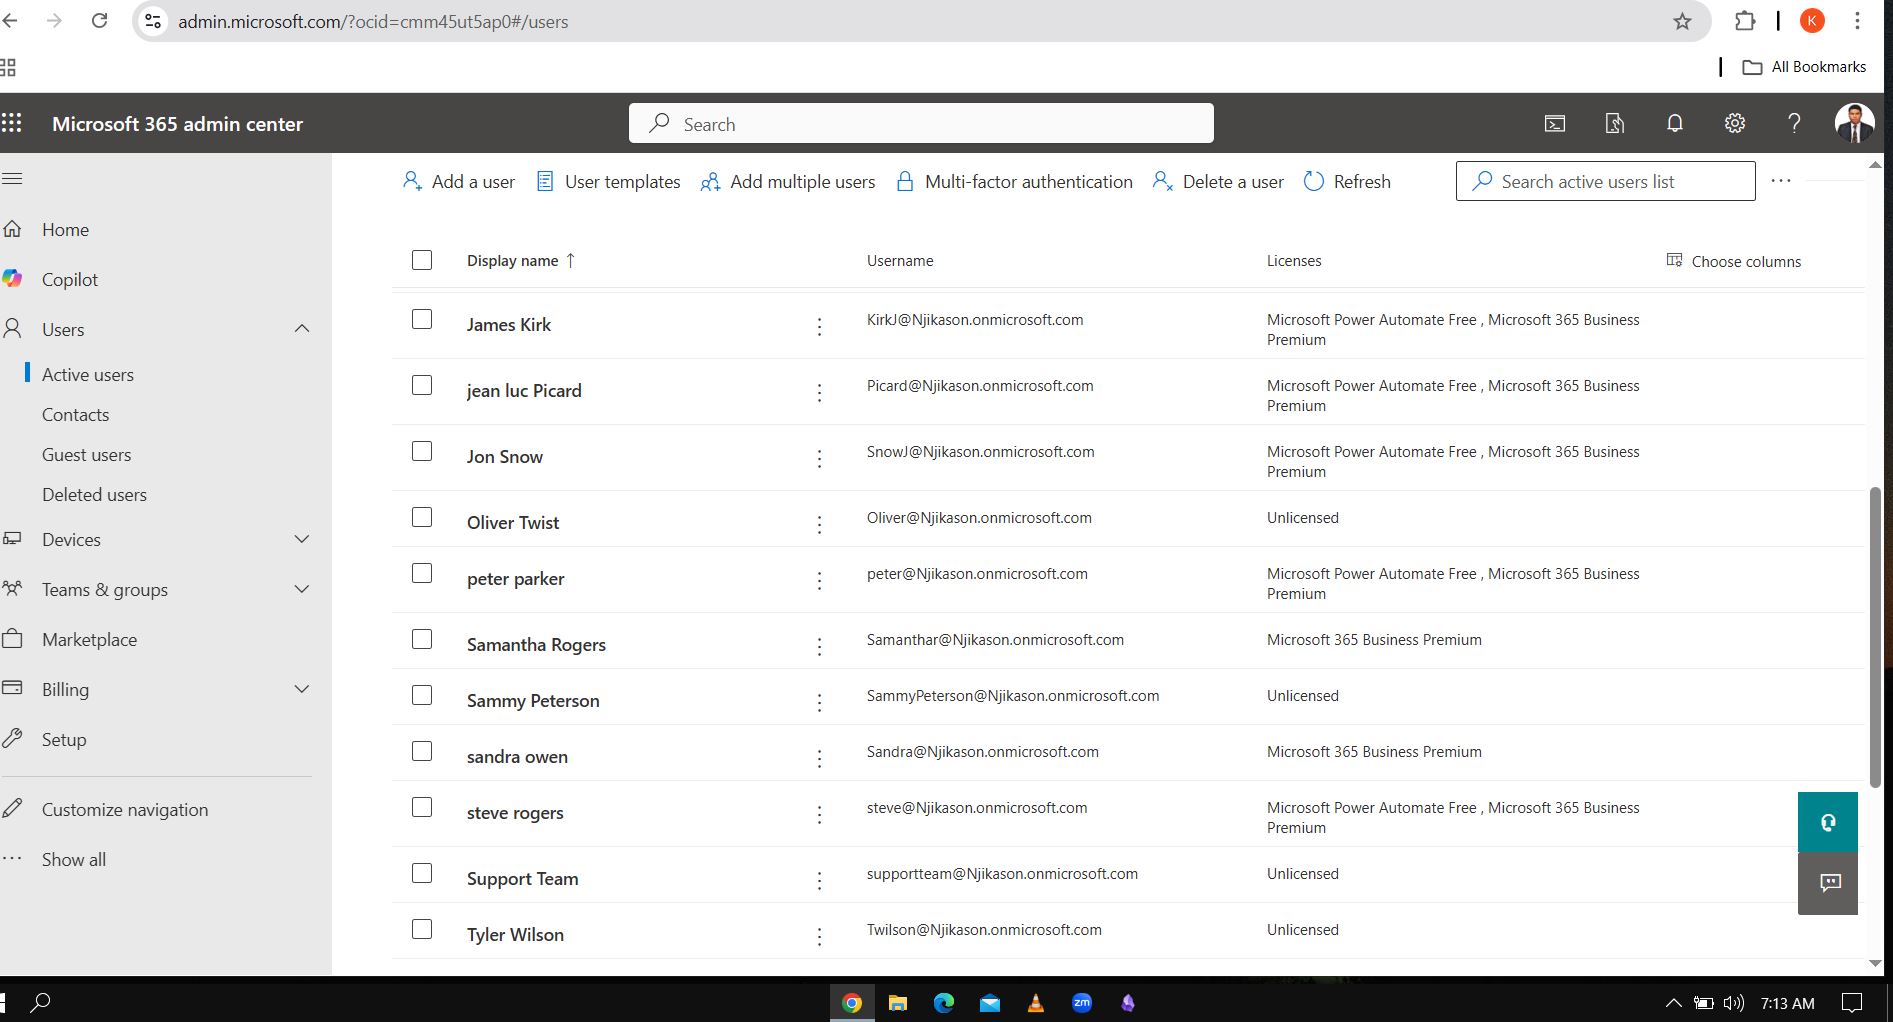 admin.microsoft.com/?ocid=cmm45ut5ap0#/users
K
All Bookmarks
Microsoft 365 admin center
Search
Add a user
User templates
Add multiple users
Multi-factor authentication
Delete a user
Refresh
Search active users list
Home
Copilot
Users
Active users
Contacts
Guest users
Deleted users
Devices
Teams & groups
Marketplace
Billing
Setup
Customize navigation
Show all
Display name ↑ Username Licenses Choose columns
James Kirk KirkJ@Njikason.onmicrosoft.com Microsoft Power Automate Free , Microsoft 365 Business
Premium
jean luc Picard Picard@Njikason.onmicrosoft.com Microsoft Power Automate Free , Microsoft 365 Business
Premium
Jon Snow SnowJ@Njikason.onmicrosoft.com Microsoft Power Automate Free , Microsoft 365 Business
Premium
Oliver Twist Oliver@Njikason.onmicrosoft.com Unlicensed
peter parker peter@Njikason.onmicrosoft.com Microsoft Power Automate Free , Microsoft 365 Business
Premium
Samantha Rogers Samanthar@Njikason.onmicrosoft.com Microsoft 365 Business Premium
Sammy Peterson SammyPeterson@Njikason.onmicrosoft.com Unlicensed
sandra owen Sandra@Njikason.onmicrosoft.com Microsoft 365 Business Premium
steve rogers steve@Njikason.onmicrosoft.com Microsoft Power Automate Free , Microsoft 365 Business
Premium
Support Team supportteam@Njikason.onmicrosoft.com Unlicensed
Tyler Wilson Twilson@Njikason.onmicrosoft.com Unlicensed
zm
7:13 AM